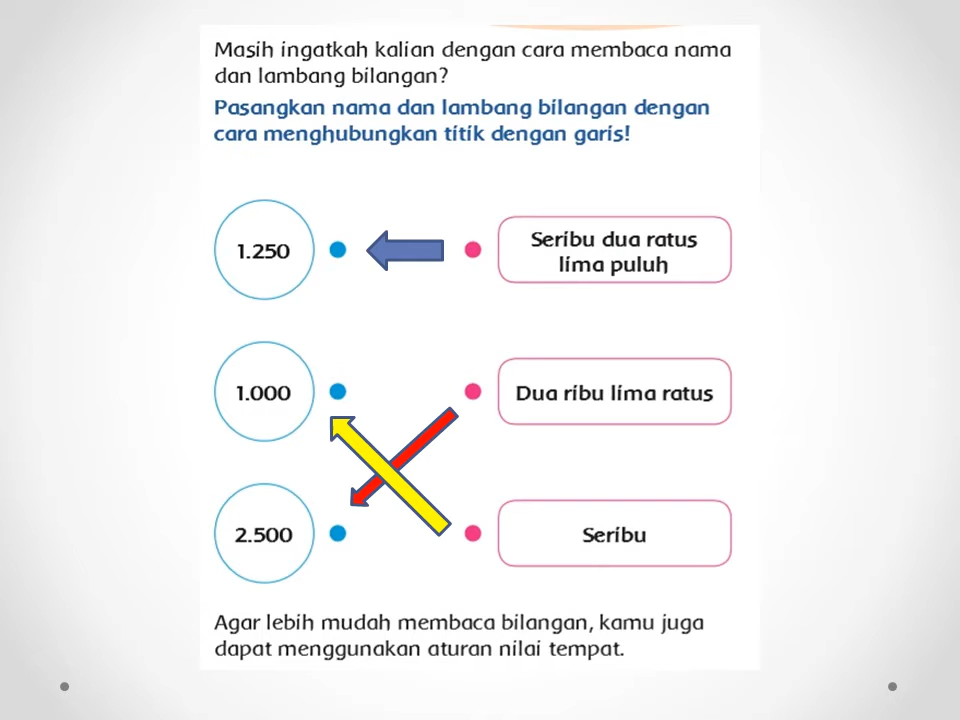 Masih ingatkah kalian dengan cara membaca nama
dan lambang bilangan?
Pasangkan nama dan lambang bilangan dengan
cara menghubungkan titik dengan garis!
1.250
Seribu dua ratus
lima puluh
1.000
Dua ribu lima ratus
2.500
Seribu
Agar lebih mudah membaca bilangan, kamu juga
dapat menggunakan aturan nilai tempat.